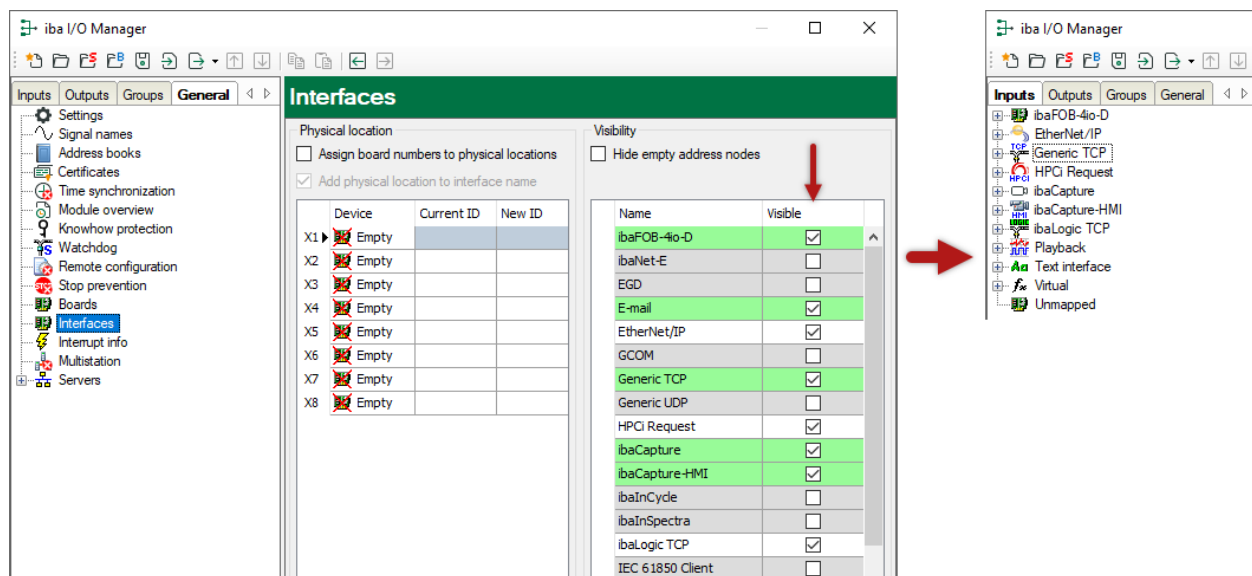 iba I/O Manager
Inputs Outputs Groups General
Settings
Signal names
Address books
Certificates
Time synchronization
Module overview
Knowhow protection
Watchdog
Remote configuration
Stop prevention
Boards
Interfaces
Interrupt info
Multistation
Servers
Interfaces
Physical location
Assign board numbers to physical locations
Add physical location to interface name
Device Current ID New ID
X1 Empty
X2 Empty
X3 Empty
X4 Empty
X5 Empty
X6 Empty
X7 Empty
X8 Empty
Visibility
Hide empty address nodes
Name Visible
ibaFOB-4io-D
ibaNet-E
EGD
E-mail
EtherNet/IP
GCOM
Generic TCP
Generic UDP
HPCi Request
ibaCapture
ibaCapture-HMI
ibaInCycle
ibaInSpectra
ibaLogic TCP
IEC 61850 Client
iba I/O Manager
Inputs Outputs Groups General
ibaFOB-4io-D
EtherNet/IP
TCP Generic TCP
HPCi HPCi Request
ibaCapture
HMI ibaCapture-HMI
LOGIC ibaLogic TCP
Playback
Text interface
fx Virtual
Unmapped